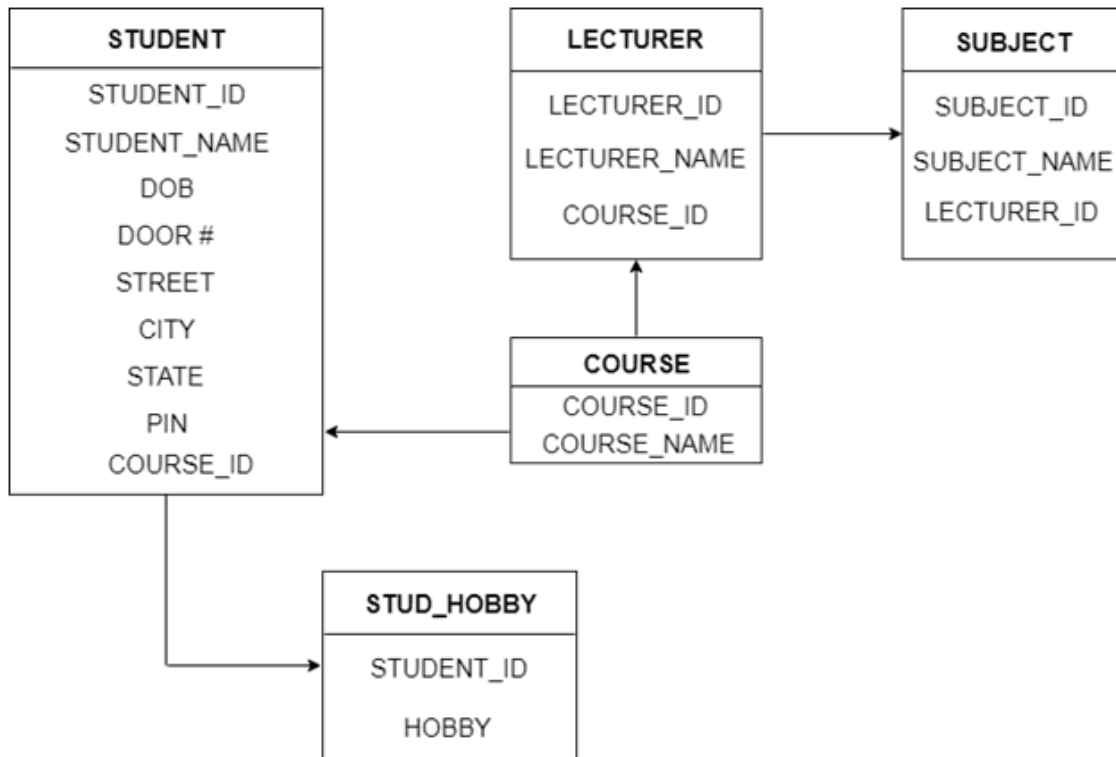 STUDENT
STUDENT_ID
STUDENT_NAME
DOB
DOOR #
STREET
CITY
STATE
PIN
COURSE_ID
LECTURER
LECTURER_ID
LECTURER_NAME
COURSE_ID
SUBJECT
SUBJECT_ID
SUBJECT_NAME
LECTURER_ID
COURSE
COURSE_ID
COURSE_NAME
STUD_HOBBY
STUDENT_ID
HOBBY